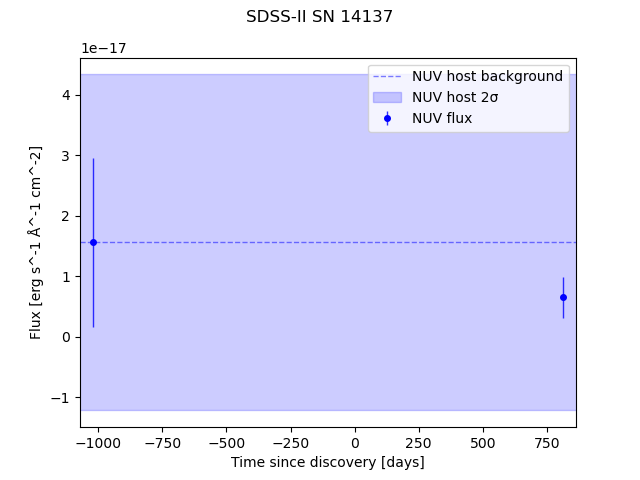 SDSS-II SN 14137
1e−17
NUV host background
NUV host 2σ
NUV flux
4
3
2
1
0
−1
Flux [erg s^-1 Å^-1 cm^-2]
−1000 −750 −500 −250 0 250 500 750
Time since discovery [days]